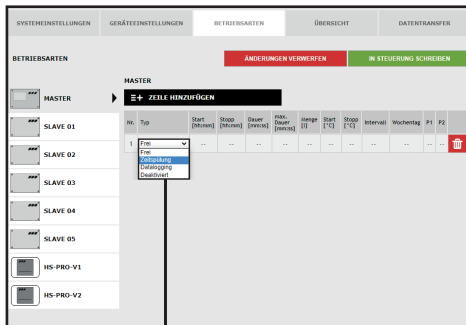 SYSTEMEINSTELLUNGEN GERÄTEEINSTELLUNGEN BETRIEBSARTEN ÜBERSICHT DATENTRANSFER
BETRIEBSARTEN ÄNDERUNGEN VERWERFEN IN STEUERUNG SCHREIBEN
MASTER
MASTER
ZEILE HINZUFÜGEN
SLAVE 01
SLAVE 02
SLAVE 03
SLAVE 04
SLAVE 05
HS-PRO-V1
HS-PRO-V2
Nr. Typ Start [hh:mm] Stopp [hh:mm] Dauer [mm:ss] max. Dauer [mm:ss] Menge [l] Start [°C] Stopp [°C] Intervall Wochentag P1 P2
1 Frei -- -- -- -- -- -- -- -- -- -- --
Frei
Zeitspülung
Datalogging
Deaktiviert